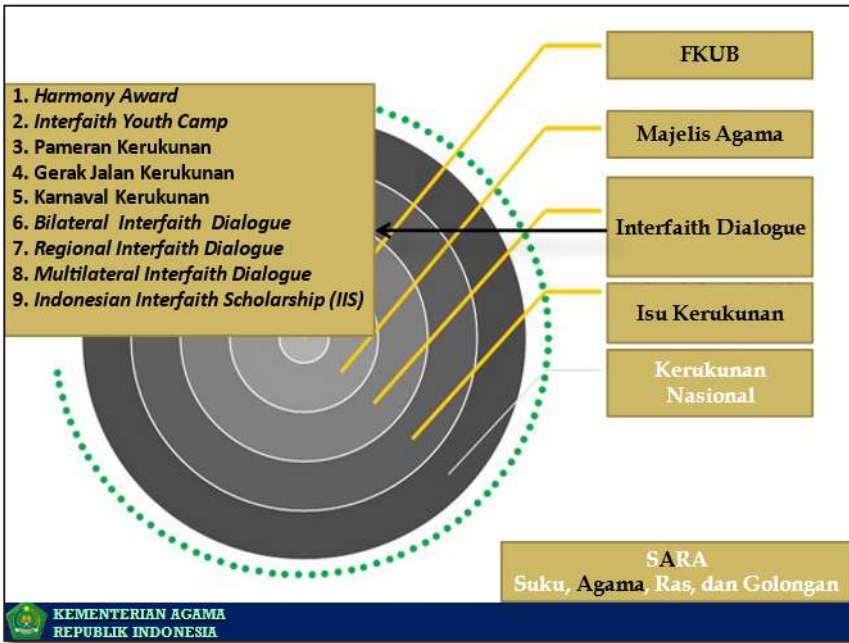 FKUB
1. Harmony Award
2. Interfaith Youth Camp
3. Pameran Kerukunan
4. Gerak Jalan Kerukunan
5. Karnaval Kerukunan
6. Bilateral Interfaith Dialogue
7. Regional Interfaith Dialogue
8. Multilateral Interfaith Dialogue
9. Indonesian Interfaith Scholarship (IIS)
Majelis Agama
Interfaith Dialogue
Isu Kerukunan
Kerukunan
Nasional
SARA
Suku, Agama, Ras, dan Golongan
KEMENTERIAN AGAMA
REPUBLIK INDONESIA